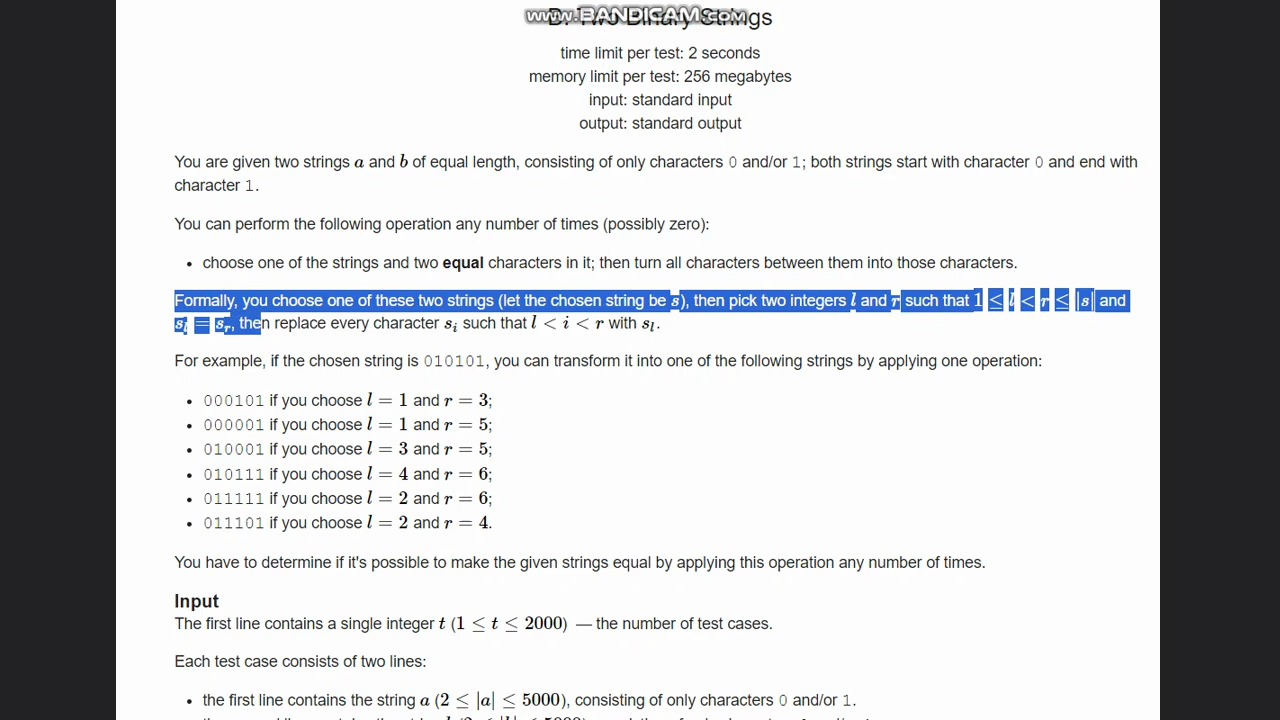 www.BANDICAM.com
B. Two Binary Strings
time limit per test: 2 seconds
memory limit per test: 256 megabytes
input: standard input
output: standard output
You are given two strings a and b of equal length, consisting of only characters 0 and/or 1; both strings start with character 0 and end with
character 1.
You can perform the following operation any number of times (possibly zero):
• choose one of the strings and two equal characters in it; then turn all characters between them into those characters.
Formally, you choose one of these two strings (let the chosen string be s), then pick two integers l and r such that 1 ≤ l < r ≤ |s| and
s_l = s_r, then replace every character s_i such that l < i < r with s_l.
For example, if the chosen string is 010101, you can transform it into one of the following strings by applying one operation:
• 000101 if you choose l = 1 and r = 3;
• 000001 if you choose l = 1 and r = 5;
• 010001 if you choose l = 3 and r = 5;
• 010111 if you choose l = 4 and r = 6;
• 011111 if you choose l = 2 and r = 6;
• 011101 if you choose l = 2 and r = 4.
You have to determine if it's possible to make the given strings equal by applying this operation any number of times.
Input
The first line contains a single integer t (1 ≤ t ≤ 2000) — the number of test cases.
Each test case consists of two lines:
• the first line contains the string a (2 ≤ |a| ≤ 5000), consisting of only characters 0 and/or 1.